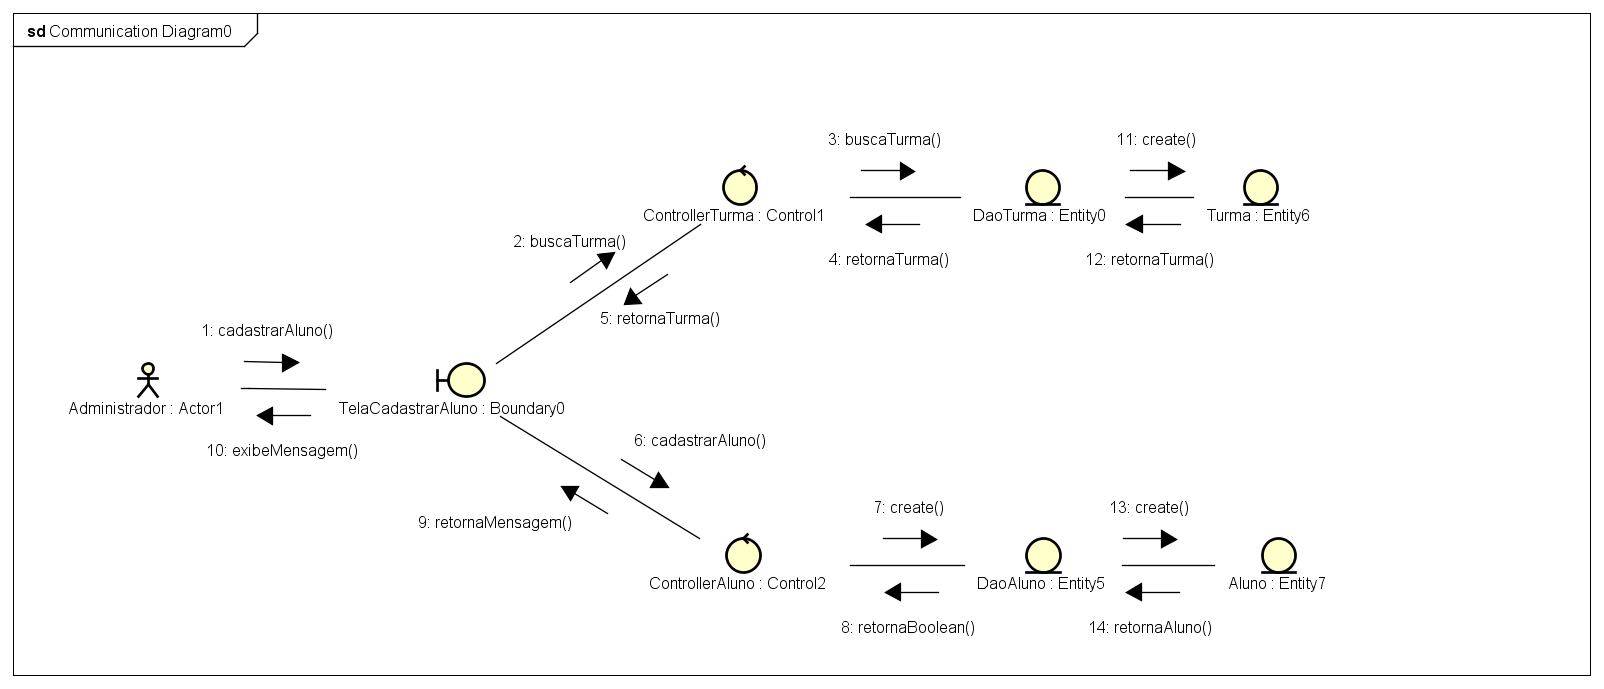 sd Communication Diagram0
3: buscaTurma()
11: create()
ControllerTurma : Control1
DaoTurma : Entity0
Turma : Entity6
2: buscaTurma()
4: retornaTurma()
12: retornaTurma()
5: retornaTurma()
1: cadastrarAluno()
Administrador : Actor1
TelaCadastrarAluno : Boundary0
10: exibeMensagem()
6: cadastrarAluno()
9: retornaMensagem()
7: create()
13: create()
ControllerAluno : Control2
DaoAluno : Entity5
Aluno : Entity7
8: retornaBoolean()
14: retornaAluno()